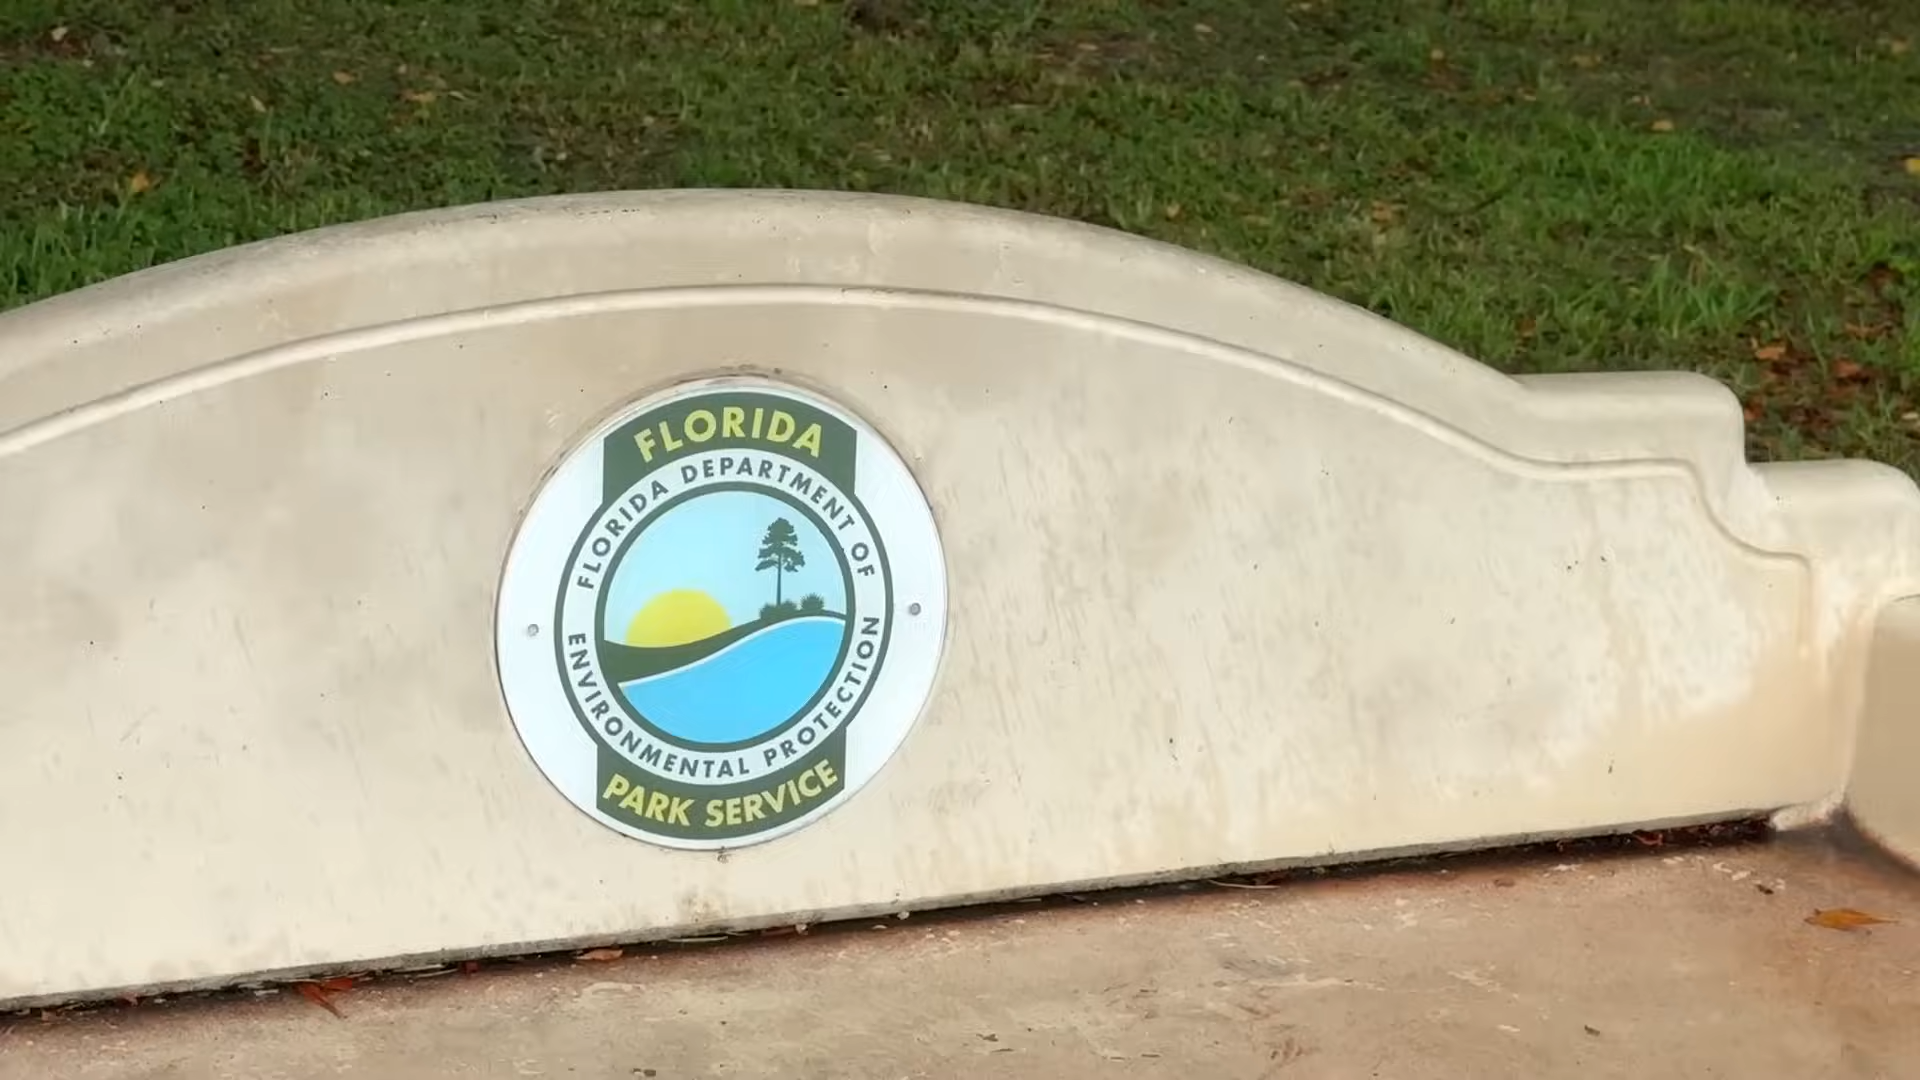 FLORIDA
FLORIDA DEPARTMENT OF
ENVIRONMENTAL PROTECTION
PARK SERVICE